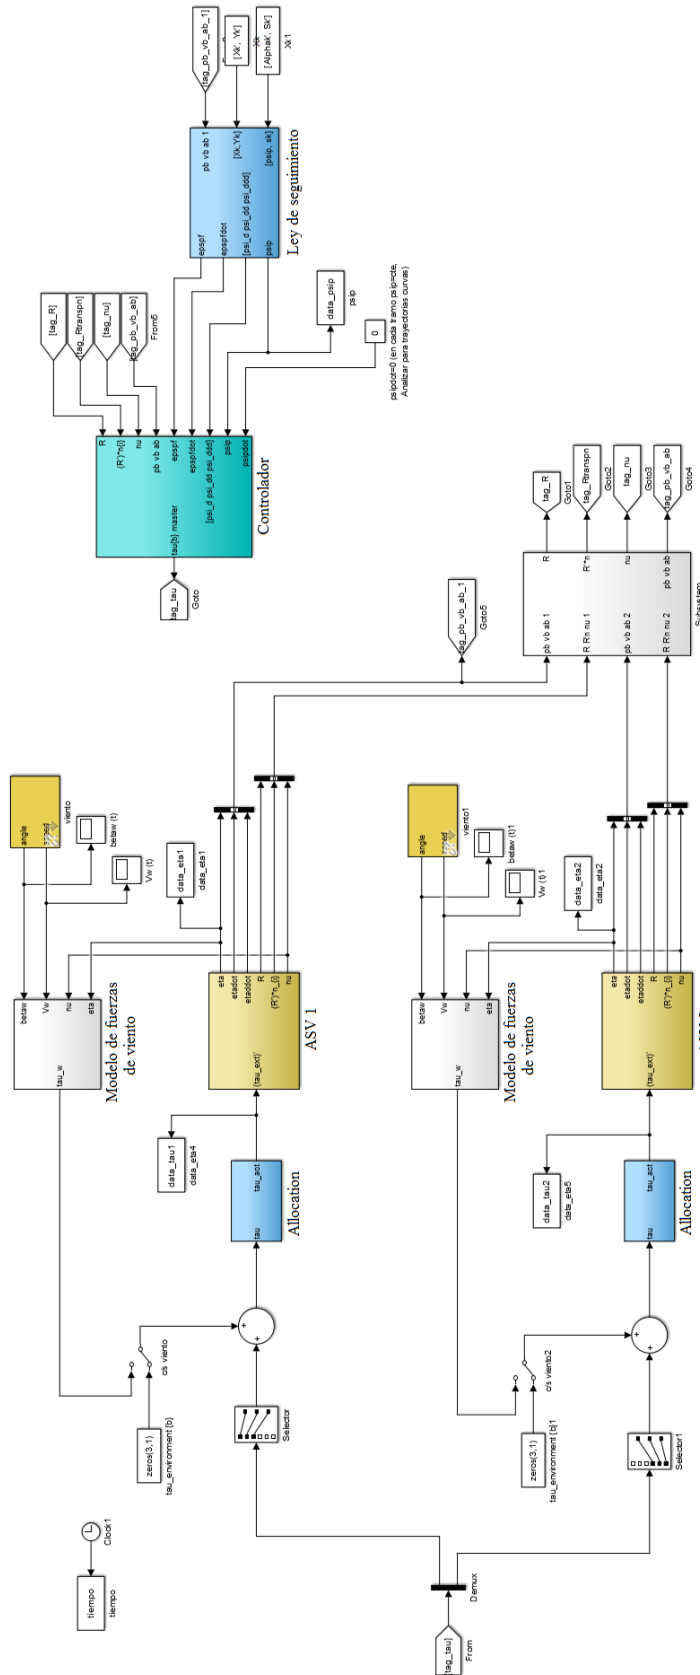 [tag_pb_vb_ab_1]
[Xk', Yk']
Xk
[Alphak', Sk']
Xk1
pb vb ab 1
[Xk,Yk]
[psip, sk]
epspf
epspfdot
[psi_d psi_dd psi_ddd]
psip
Ley de seguimiento
[tag_R]
[tag_Rtranspn]
[tag_nu]
[tag_pb_vb_ab]
From5
data_psip
psip
0
psipdot=0 (en cada tramo psip=cte.
Analizar para trayectorias curvas)
R
(R')*n{i}
nu
pb vb ab
epspf
epspfdot
[psi_d psi_dd psi_ddd]
psip
psipdot
tau{b} master
Controlador
tag_tau
Goto
tag_R
Goto1
tag_Rtranspn
Goto2
tag_nu
Goto3
tag_pb_vb_ab
Goto4
R
R'*n
nu
pb vb ab
pb vb ab 1
R R'n nu 1
pb vb ab 2
R R'n nu 2
Subsystem
tag_pb_vb_ab_1
Goto5
angle
speed
viento
betaw (t)
Vw (t)
data_eta1
data_eta1
betaw
Vw
nu
eta
tau_w
Modelo de fuerzas
de viento
eta
etadot
etaddot
R
(R')*n_{i}
nu
(tau_ext)'
ASV 1
data_tau1
data_eta4
tau_act
tau
Allocation
c/s viento
zeros(3,1)
tau_environment {b}
+
+
Selector
angle
speed
viento1
betaw (t)1
Vw (t)1
data_eta2
data_eta2
betaw
Vw
nu
eta
tau_w
Modelo de fuerzas
de viento
eta
etadot
etaddot
R
(R')*n_{i}
nu
(tau_ext)'
data_tau2
data_eta5
tau_act
tau
Allocation
c/s viento2
zeros(3,1)
tau_environment {b}1
+
+
Selector1
Clock1
tiempo
tiempo
Demux
[tag_tau]
From